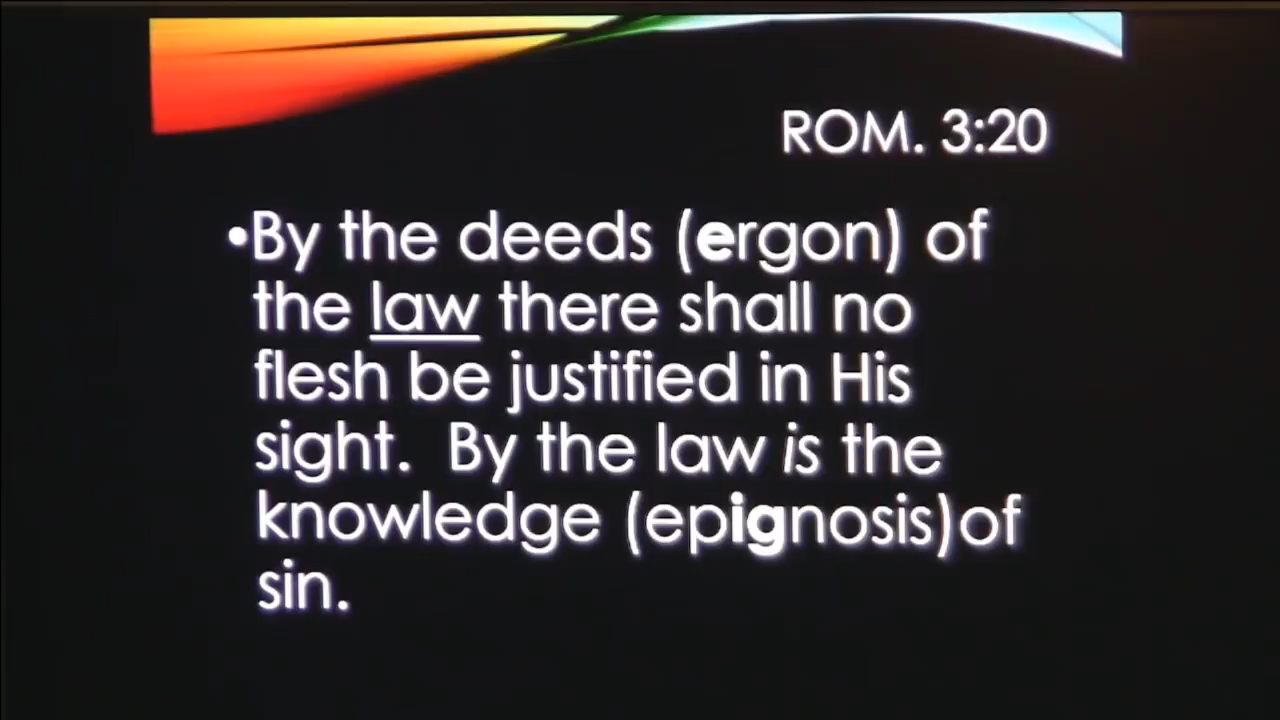 ROM. 3:20
•By the deeds (ergon) of
the law there shall no
flesh be justified in His
sight.  By the law is the
knowledge (epignosis)of
sin.